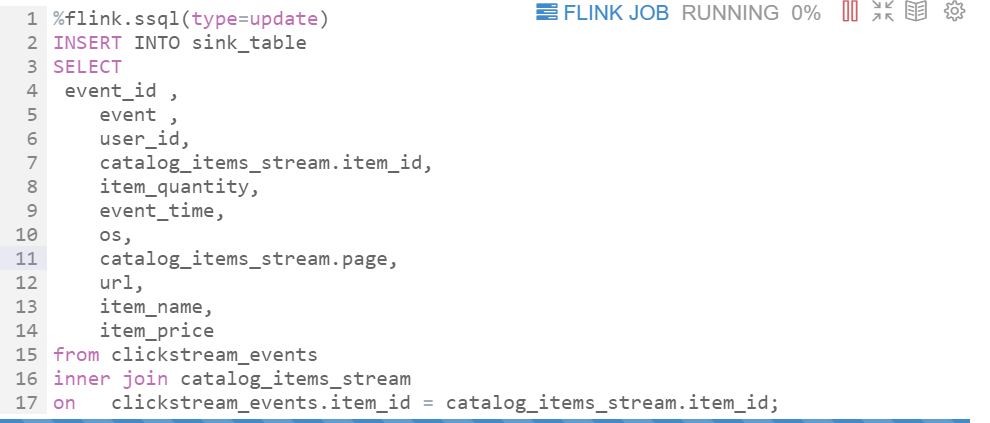 1 %flink.ssql(type=update) FLINK JOB RUNNING 0%
2 INSERT INTO sink_table
3 SELECT
4 event_id ,
5 event ,
6 user_id,
7 catalog_items_stream.item_id,
8 item_quantity,
9 event_time,
10 os,
11 catalog_items_stream.page,
12 url,
13 item_name,
14 item_price
15 from clickstream_events
16 inner join catalog_items_stream
17 on clickstream_events.item_id = catalog_items_stream.item_id;